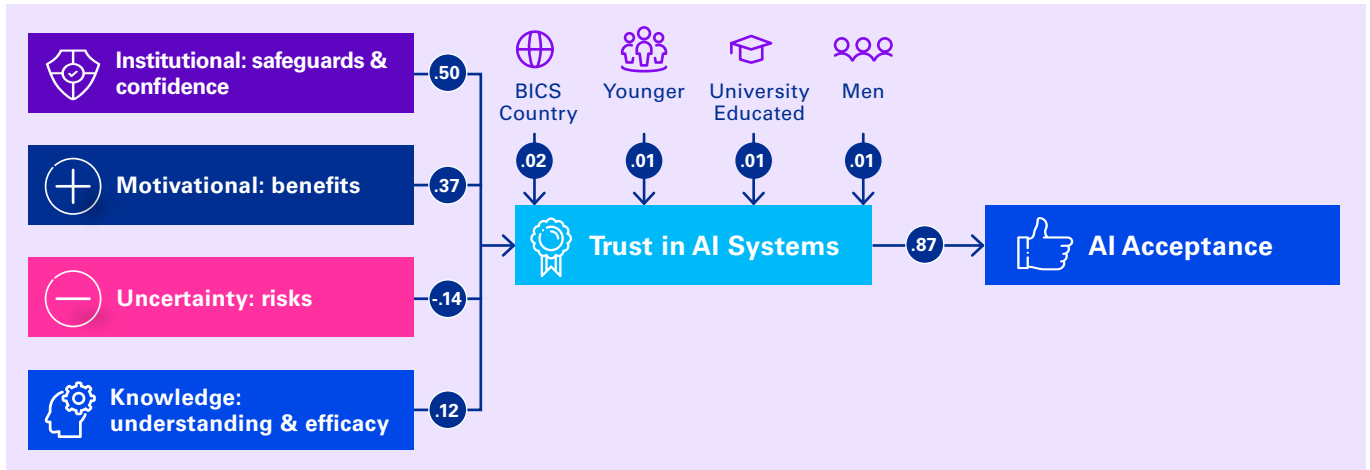 Institutional: safeguards &
confidence
.50
BICS
Country
Younger
University
Educated
Men
.02
.01
.01
.01
Motivational: benefits
.37
Trust in AI Systems
.87
AI Acceptance
Uncertainty: risks
-.14
Knowledge:
understanding & efficacy
.12